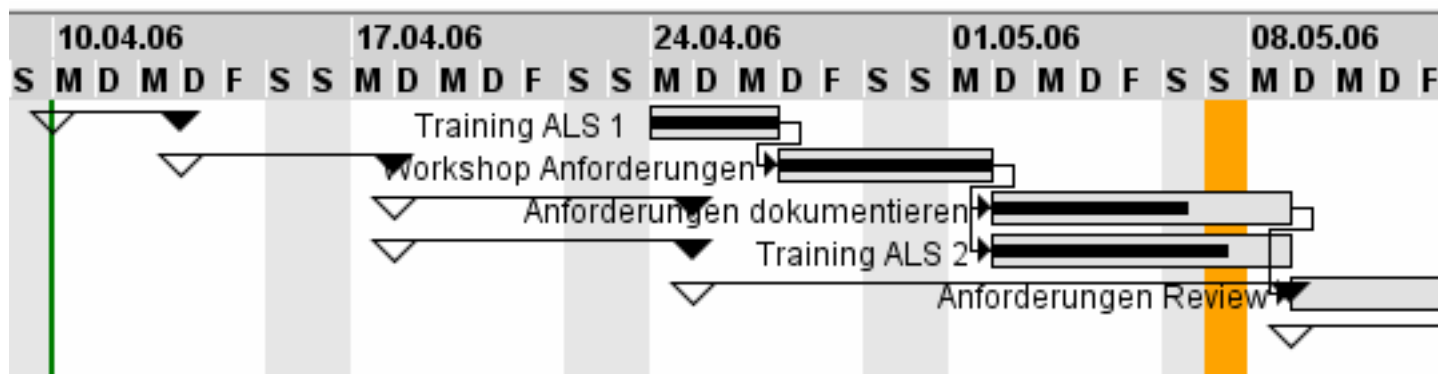 10.04.06 17.04.06 24.04.06 01.05.06 08.05.06
S M D M D F S S M D M D F S S M D M D F S S M D M D F S S M D M D F
Training ALS 1
Workshop Anforderungen
Anforderungen dokumentieren
Training ALS 2
Anforderungen Review